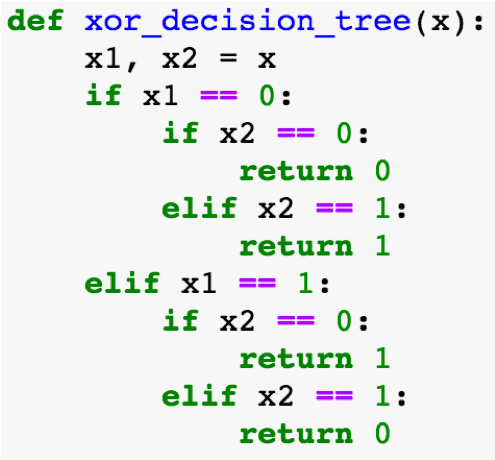 def xor_decision_tree(x):
    x1, x2 = x
    if x1 == 0:
        if x2 == 0:
            return 0
        elif x2 == 1:
            return 1
    elif x1 == 1:
        if x2 == 0:
            return 1
        elif x2 == 1:
            return 0